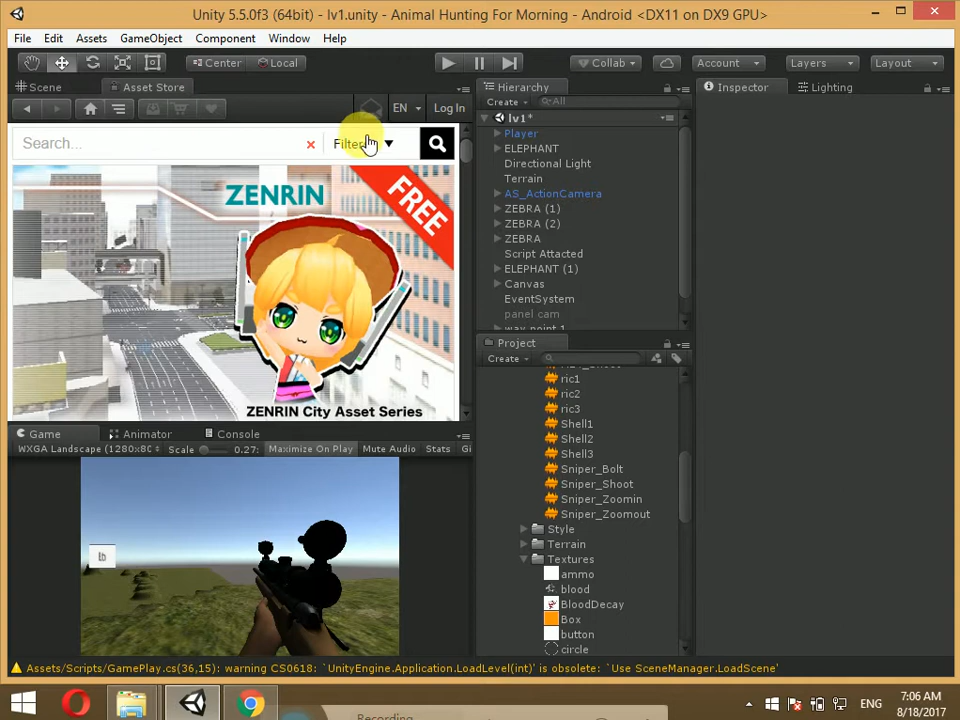 Unity 5.5.0f3 (64bit) - lv1.unity - Animal Hunting For Morning - Android <DX11 on DX9 GPU>
File Edit Assets GameObject Component Window Help
Center Local Collab Account Layers Layout
Scene Asset Store Hierarchy Inspector Lighting
EN Log In Create All
lv1*
Search... Filter
Player
ELEPHANT
Directional Light
Terrain
AS_ActionCamera
ZEBRA (1)
ZEBRA (2)
ZEBRA
Script Attacted
ELEPHANT (1)
Canvas
EventSystem
panel cam
way point 1
ZENRIN
FREE
ZENRIN City Asset Series
Project
Create
ric1
ric2
ric3
Shell1
Shell2
Shell3
Sniper_Bolt
Sniper_Shoot
Sniper_Zoomin
Sniper_Zoomout
Style
Terrain
Textures
ammo
blood
BloodDecay
Box
button
circle
Game Animator Console
WXGA Landscape (1280x80 Scale 0.27: Maximize On Play Mute Audio Stats Gi
Assets/Scripts/GamePlay.cs(36,15): warning CS0618: `UnityEngine.Application.LoadLevel(int)' is obsolete: `Use SceneManager.LoadScene'
ENG
7:06 AM
8/18/2017
Recording